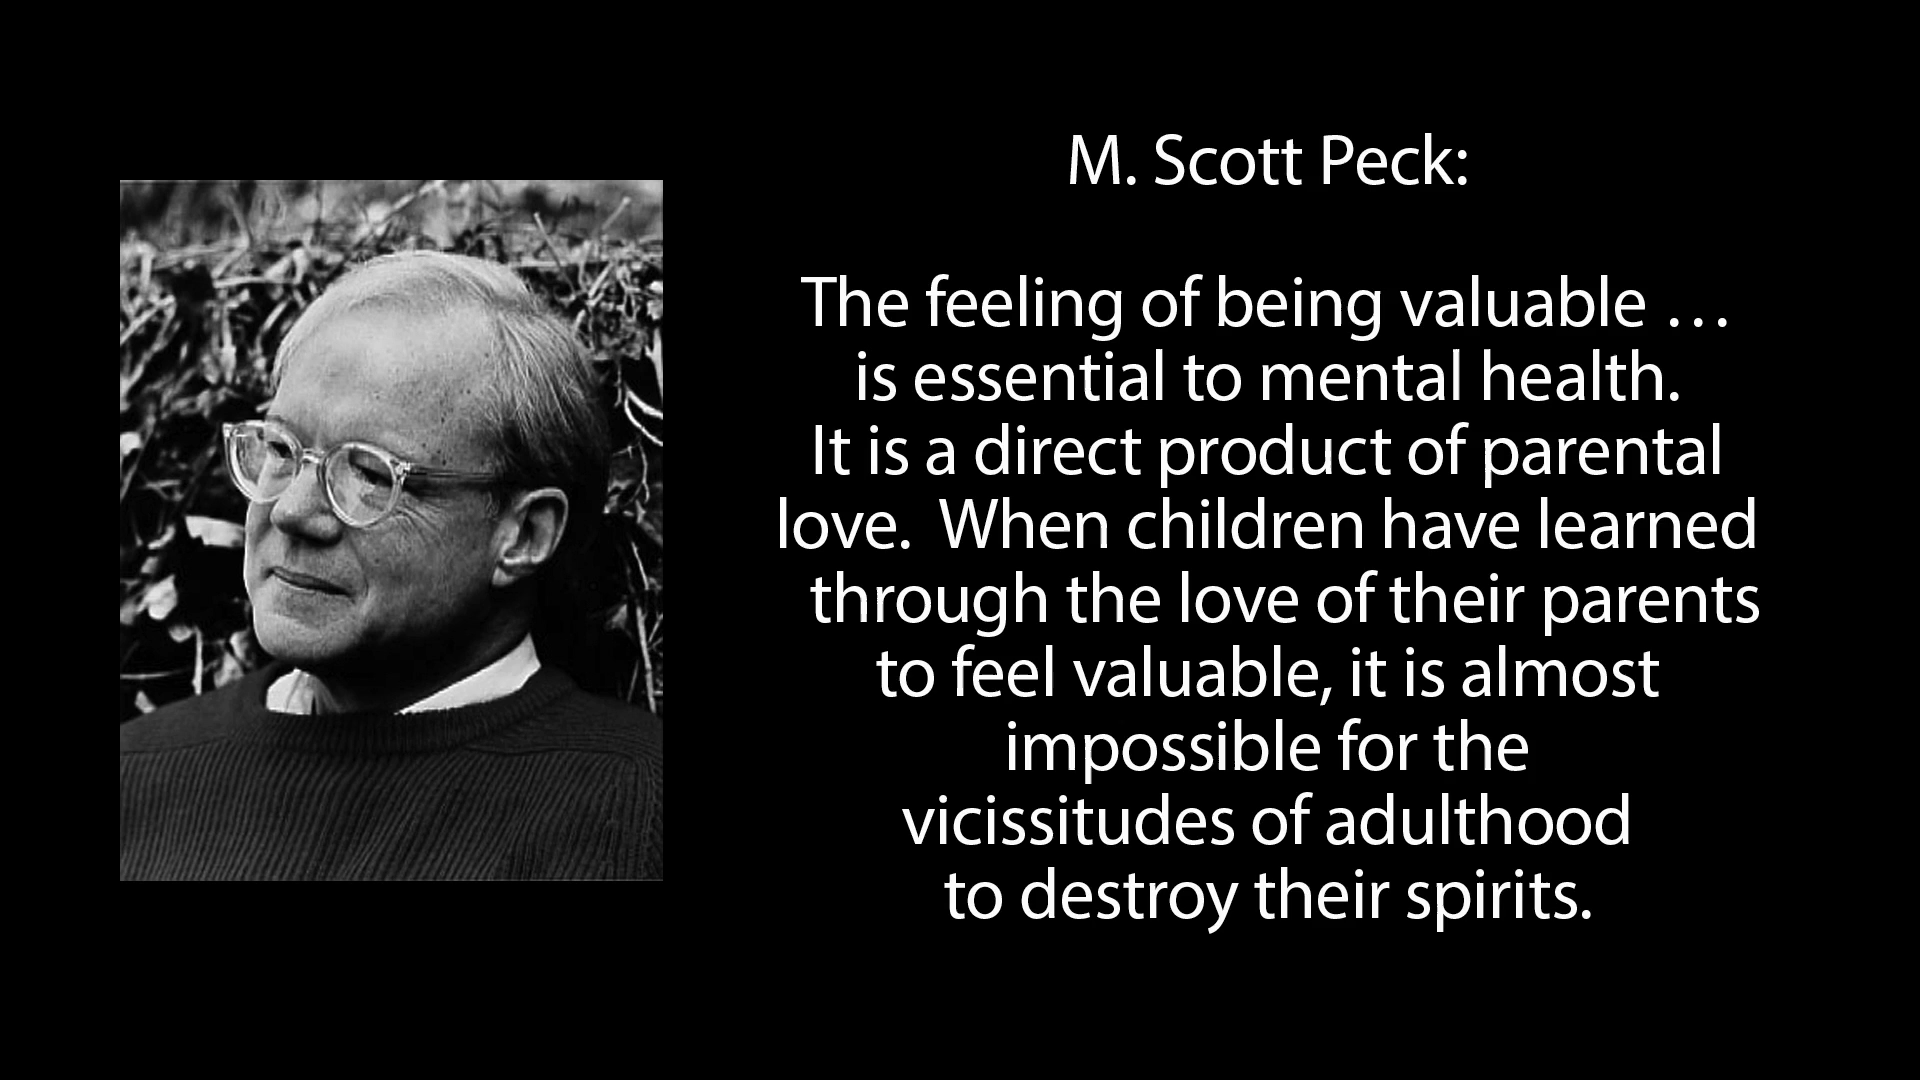 M. Scott Peck:
The feeling of being valuable …
is essential to mental health.
It is a direct product of parental
love.  When children have learned
through the love of their parents
to feel valuable, it is almost
impossible for the
vicissitudes of adulthood
to destroy their spirits.